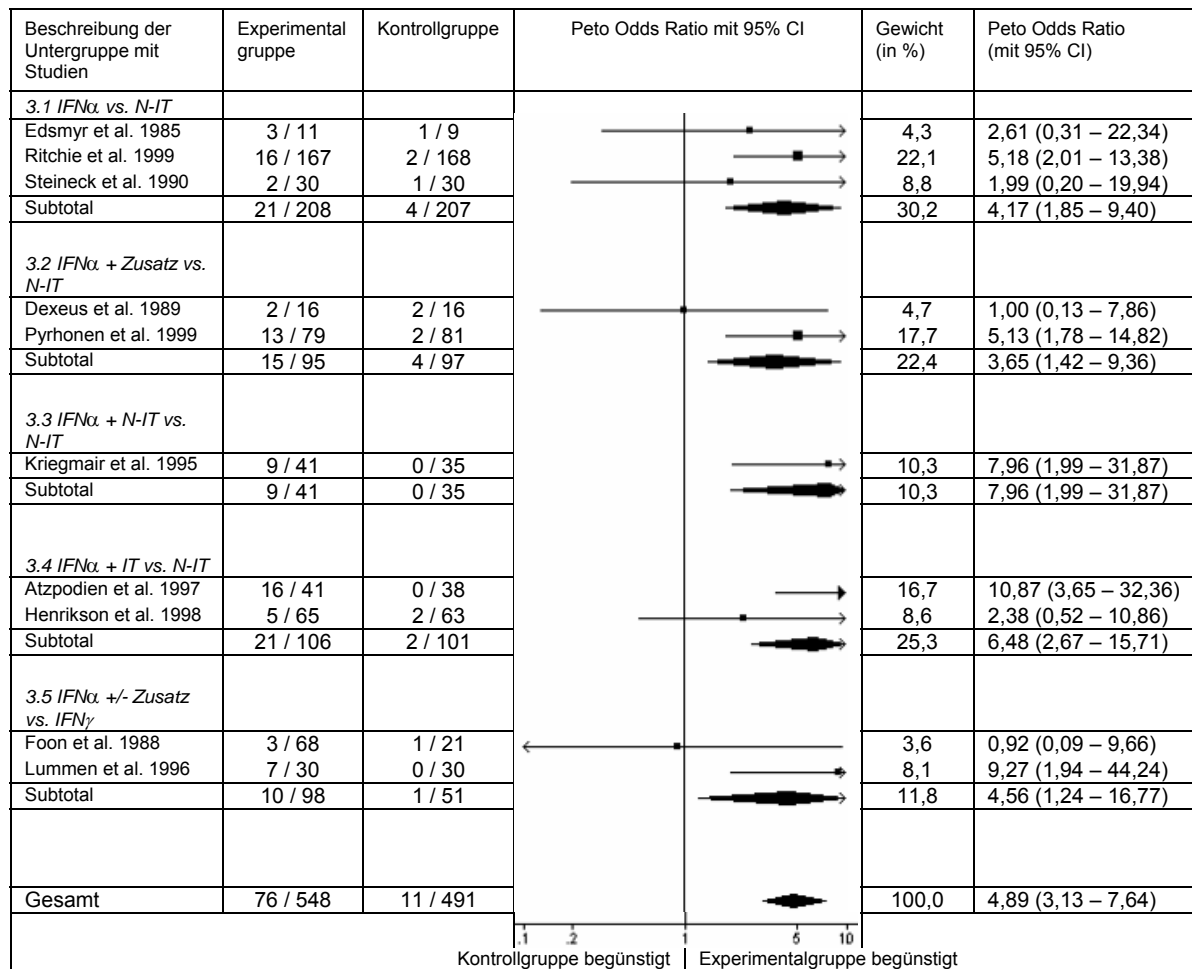 Beschreibung der Untergruppe mit Studien | Experimental gruppe | Kontrollgruppe | Peto Odds Ratio mit 95% CI | Gewicht (in %) | Peto Odds Ratio (mit 95% CI)
3.1 IFNα vs. N-IT
Edsmyr et al. 1985 | 3 / 11 | 1 / 9 | 4,3 | 2,61 (0,31 – 22,34)
Ritchie et al. 1999 | 16 / 167 | 2 / 168 | 22,1 | 5,18 (2,01 – 13,38)
Steineck et al. 1990 | 2 / 30 | 1 / 30 | 8,8 | 1,99 (0,20 – 19,94)
Subtotal | 21 / 208 | 4 / 207 | 30,2 | 4,17 (1,85 – 9,40)
3.2 IFNα + Zusatz vs.
N-IT
Dexeus et al. 1989 | 2 / 16 | 2 / 16 | 4,7 | 1,00 (0,13 – 7,86)
Pyrhonen et al. 1999 | 13 / 79 | 2 / 81 | 17,7 | 5,13 (1,78 – 14,82)
Subtotal | 15 / 95 | 4 / 97 | 22,4 | 3,65 (1,42 – 9,36)
3.3 IFNα + N-IT vs.
N-IT
Kriegmair et al. 1995 | 9 / 41 | 0 / 35 | 10,3 | 7,96 (1,99 – 31,87)
Subtotal | 9 / 41 | 0 / 35 | 10,3 | 7,96 (1,99 – 31,87)
3.4 IFNα + IT vs. N-IT
Atzpodien et al. 1997 | 16 / 41 | 0 / 38 | 16,7 | 10,87 (3,65 – 32,36)
Henrikson et al. 1998 | 5 / 65 | 2 / 63 | 8,6 | 2,38 (0,52 – 10,86)
Subtotal | 21 / 106 | 2 / 101 | 25,3 | 6,48 (2,67 – 15,71)
3.5 IFNα +/- Zusatz
vs. IFNγ
Foon et al. 1988 | 3 / 68 | 1 / 21 | 3,6 | 0,92 (0,09 – 9,66)
Lummen et al. 1996 | 7 / 30 | 0 / 30 | 8,1 | 9,27 (1,94 – 44,24)
Subtotal | 10 / 98 | 1 / 51 | 11,8 | 4,56 (1,24 – 16,77)
Gesamt | 76 / 548 | 11 / 491 | 100,0 | 4,89 (3,13 – 7,64)
.1 .2 1 5 10
Kontrollgruppe begünstigt | Experimentalgruppe begünstigt